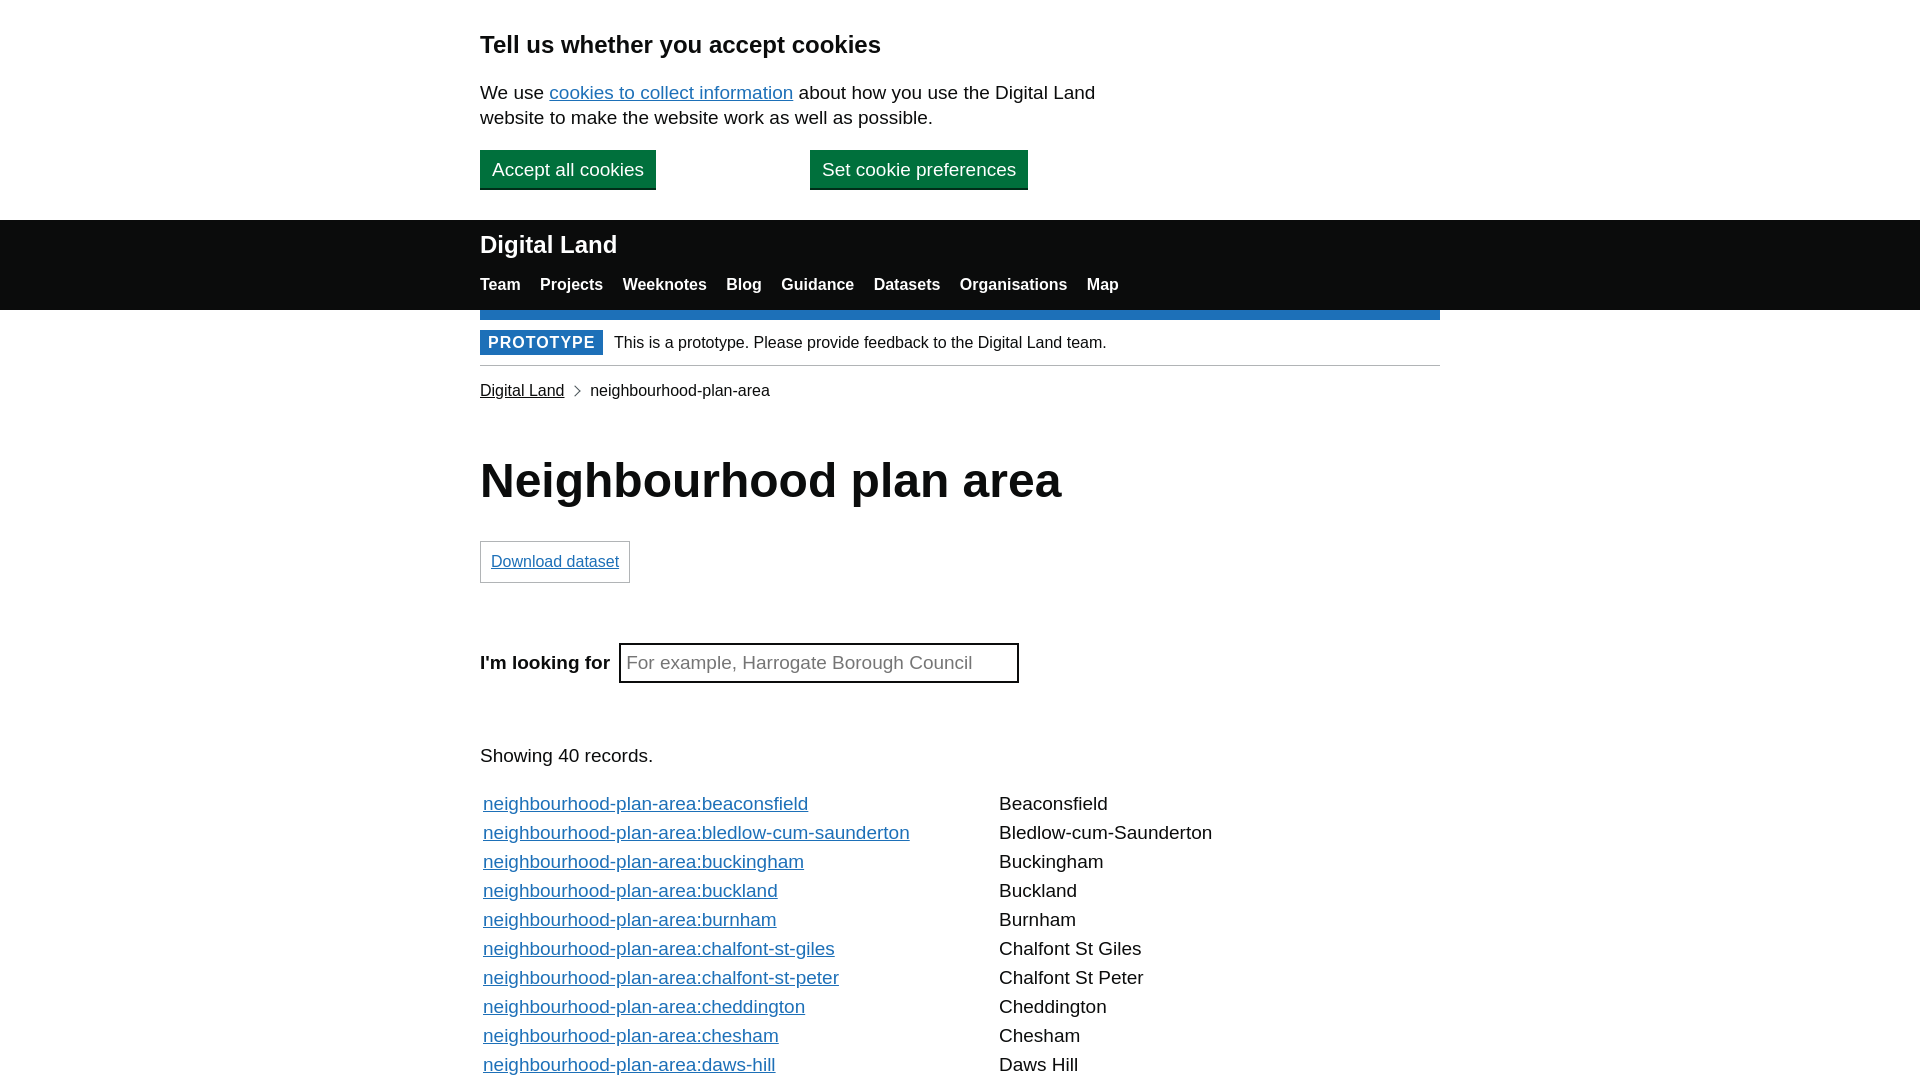 Tell us whether you accept cookies
We use cookies to collect information about how you use the Digital Land
website to make the website work as well as possible.
Accept all cookies
Set cookie preferences
Digital Land
Team Projects Weeknotes Blog Guidance Datasets Organisations Map
PROTOTYPE This is a prototype. Please provide feedback to the Digital Land team.
Digital Land neighbourhood-plan-area
Neighbourhood plan area
Download dataset
I'm looking for For example, Harrogate Borough Council
Showing 40 records.
neighbourhood-plan-area:beaconsfield Beaconsfield
neighbourhood-plan-area:bledlow-cum-saunderton Bledlow-cum-Saunderton
neighbourhood-plan-area:buckingham Buckingham
neighbourhood-plan-area:buckland Buckland
neighbourhood-plan-area:burnham Burnham
neighbourhood-plan-area:chalfont-st-giles Chalfont St Giles
neighbourhood-plan-area:chalfont-st-peter Chalfont St Peter
neighbourhood-plan-area:cheddington Cheddington
neighbourhood-plan-area:chesham Chesham
neighbourhood-plan-area:daws-hill Daws Hill